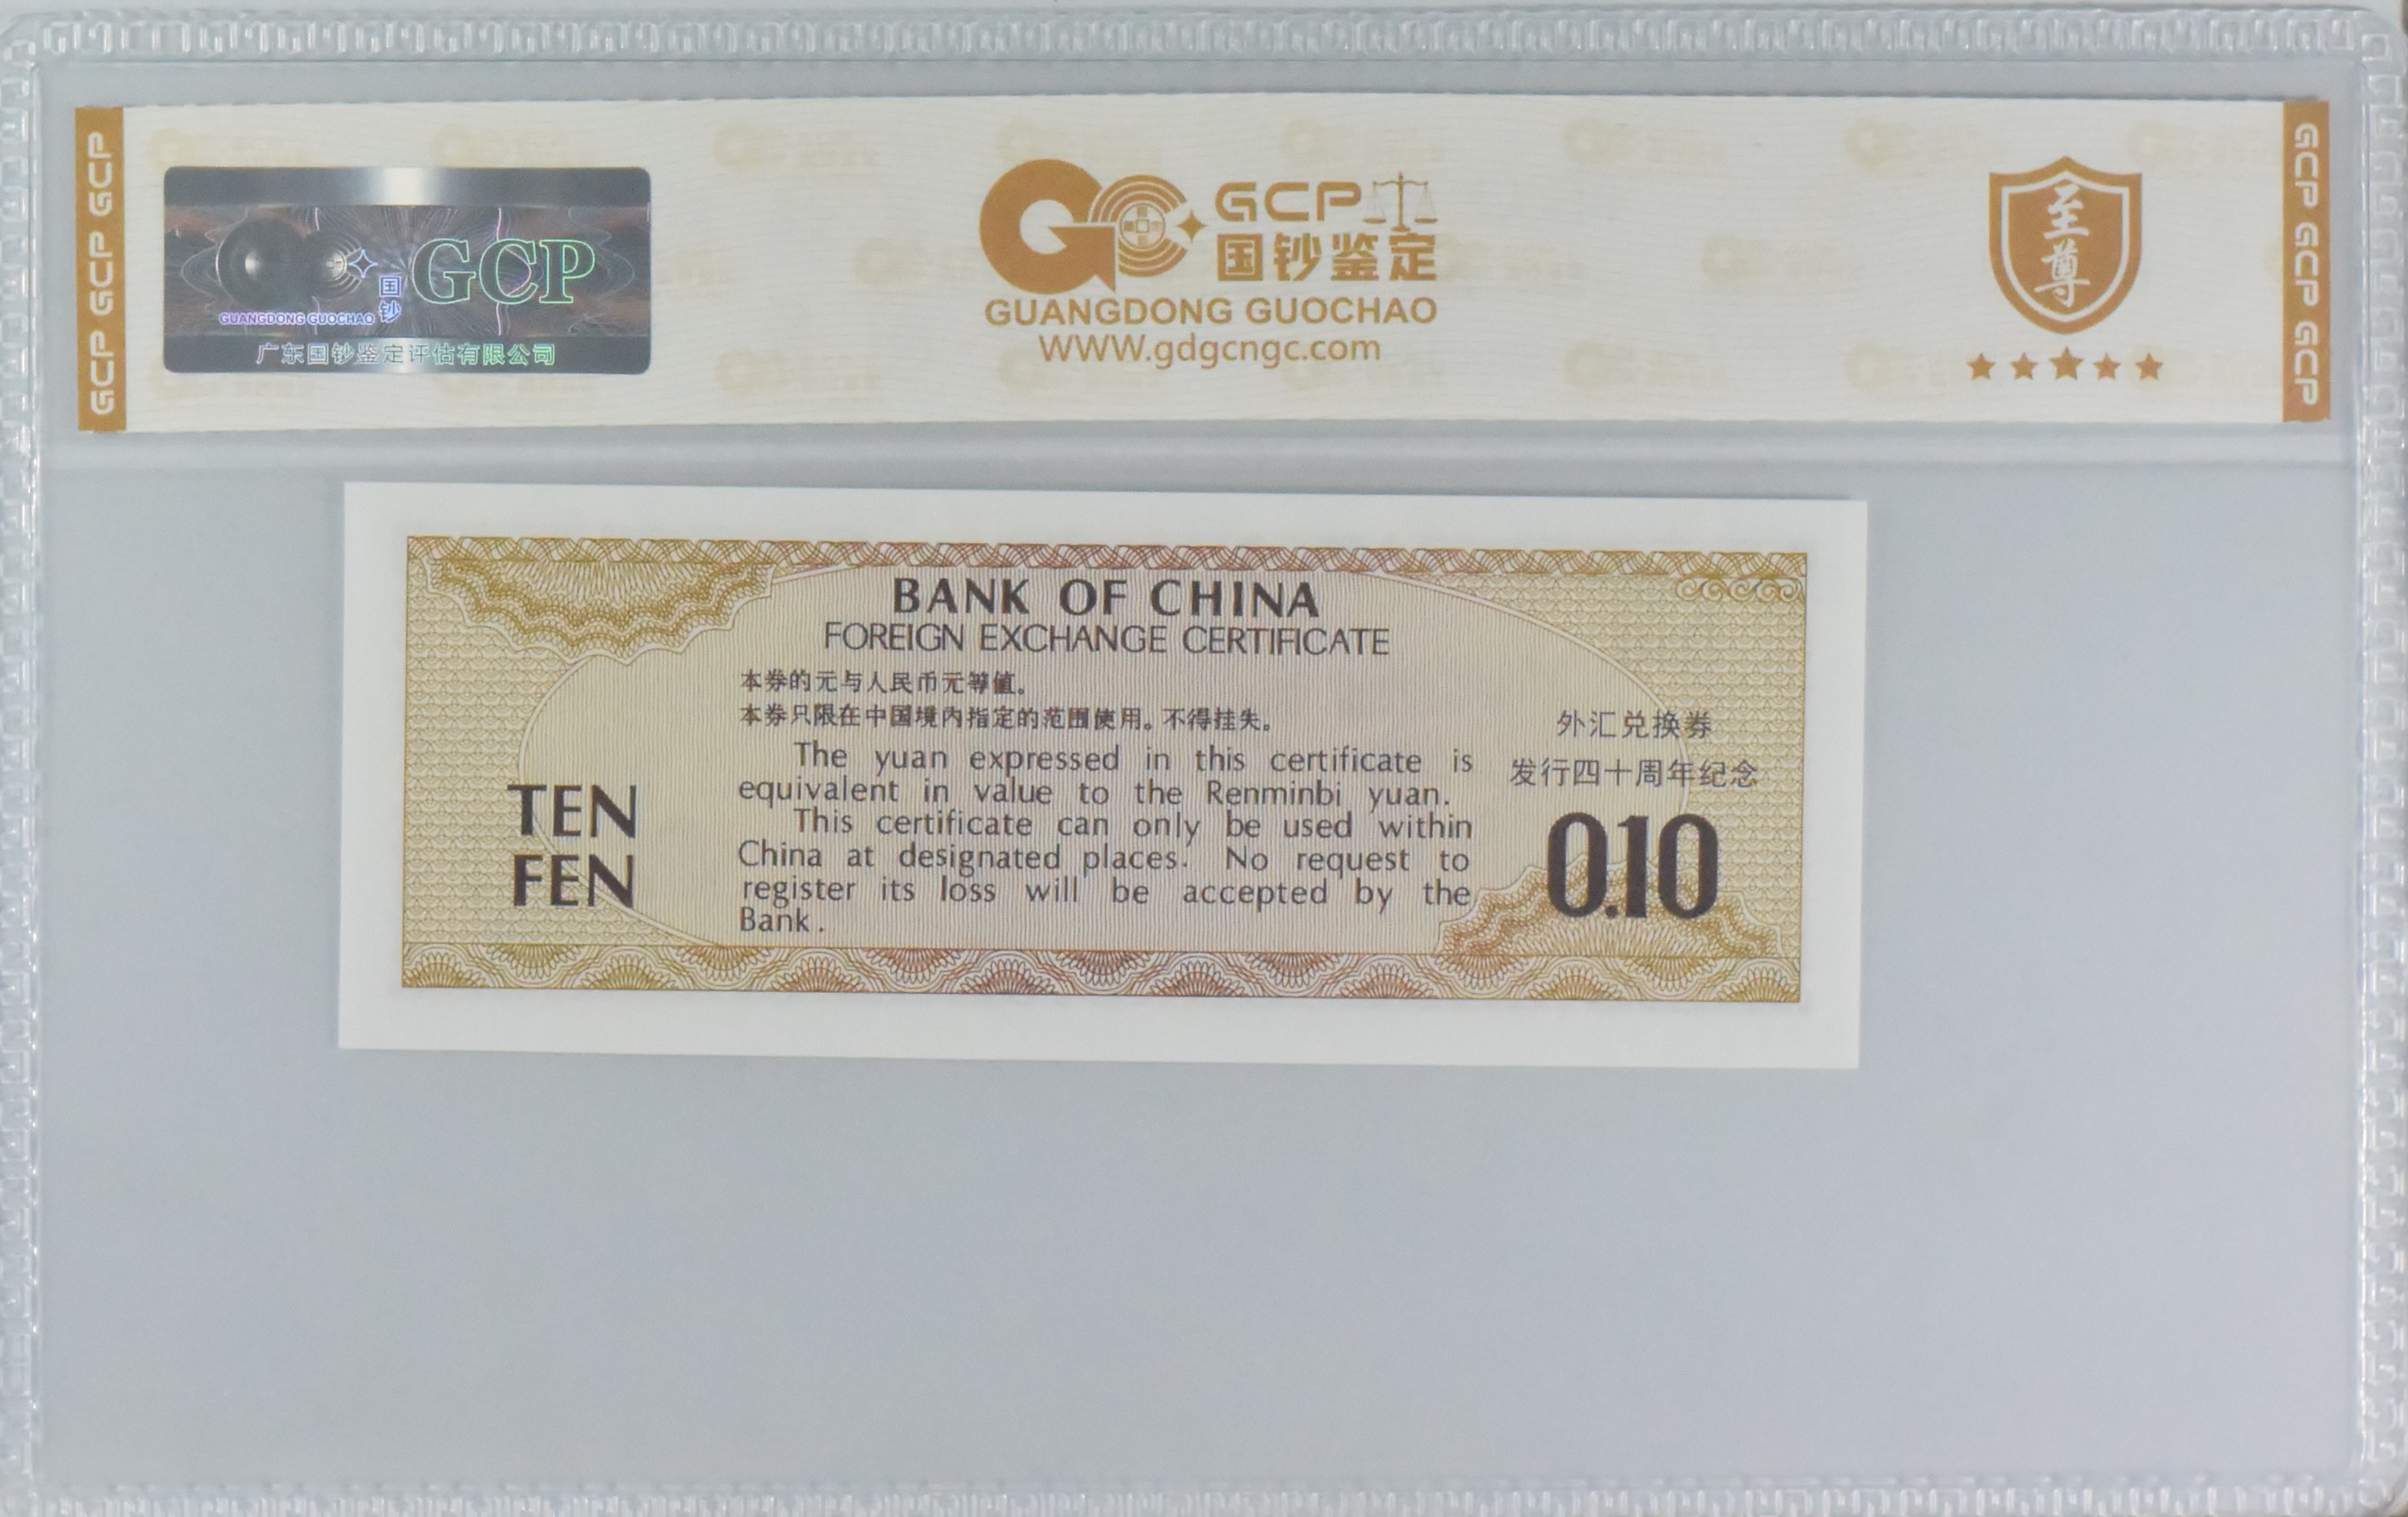 GCP GCP GCP
GCP
国
钞
GUANGDONG GUOCHAO
广东国钞鉴定评估有限公司
GCP
国钞鉴定
GUANGDONG GUOCHAO
WWW.gdgcngc.com
至尊
GCP GCP GCP
BANK OF CHINA
FOREIGN EXCHANGE CERTIFICATE
本券的元与人民币元等值。
本券只限在中国境内指定的范围使用。不得挂失。
The yuan expressed in this certificate is
equivalent in value to the Renminbi yuan.
This certificate can only be used within
China at designated places. No request to
register its loss will be accepted by the
Bank.
TEN
FEN
外汇兑换券
发行四十周年纪念
0.10